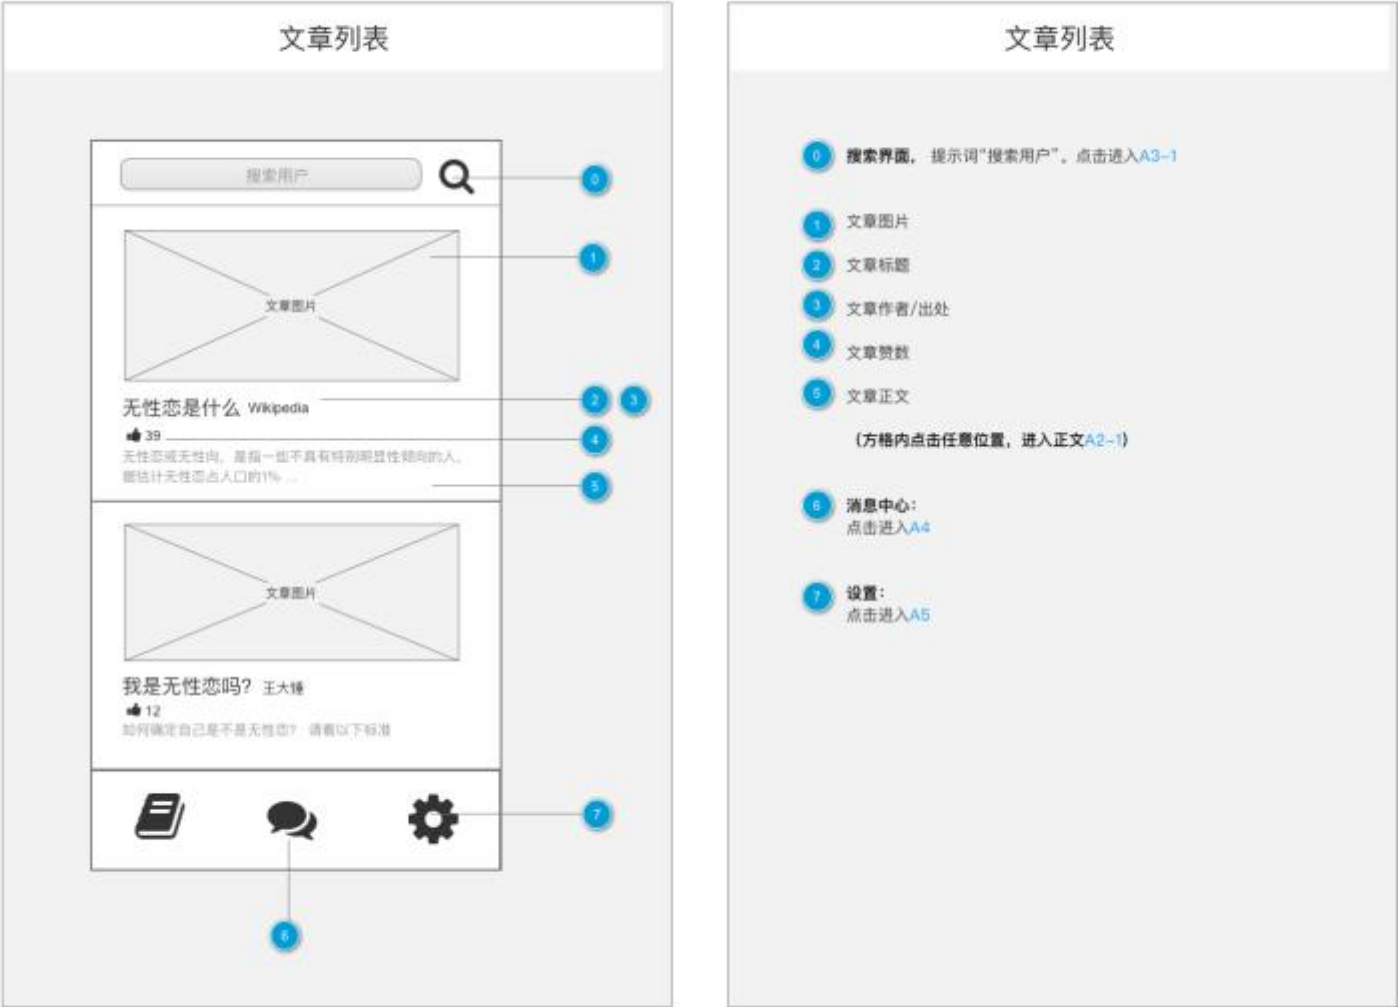 文章列表
搜索用户
0
1
文章图片
无性恋是什么 Wikipedia
2 3
39
4
无性恋或无性向，是指一些不具有特别明显性倾向的人。
据估计无性恋占人口的1% ...
5
文章图片
我是无性恋吗? 王大锤
12
如何确定自己是不是无性恋? 请看以下标准
7
6
文章列表
0 搜索界面， 提示词“搜索用户”。点击进入A3-1
1 文章图片
2 文章标题
3 文章作者/出处
4 文章赞数
5 文章正文
(方格内点击任意位置，进入正文A2-1)
6 消息中心:
点击进入A4
7 设置:
点击进入A5